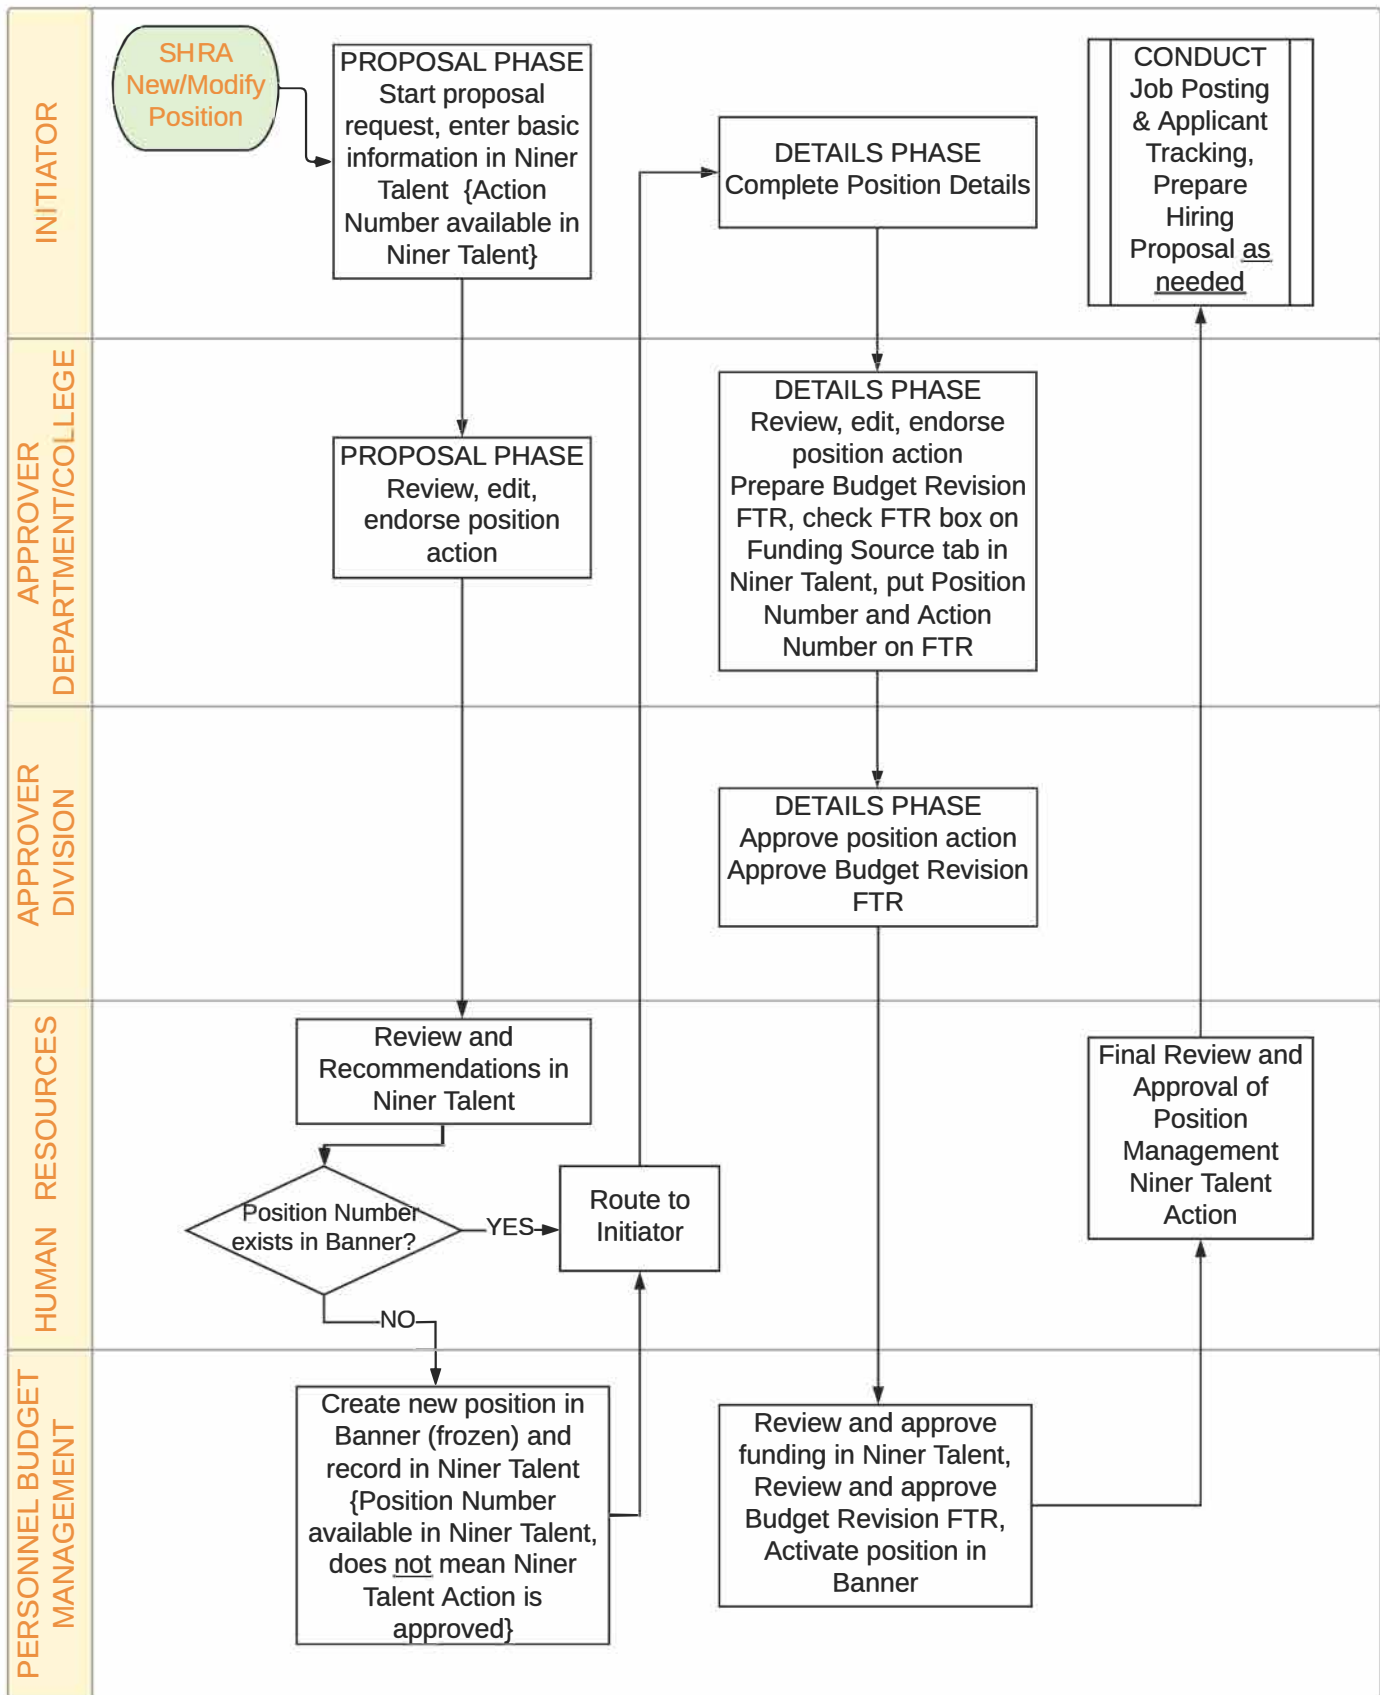 INITIATOR
SHRA
New/Modify
Position
PROPOSAL PHASE
Start proposal
request, enter basic
information in Niner
Talent {Action
Number available in
Niner Talent}
DETAILS PHASE
Complete Position Details
CONDUCT
Job Posting
& Applicant
Tracking,
Prepare
Hiring
Proposal as
needed
APPROVER
DEPARTMENT/COLLEGE
PROPOSAL PHASE
Review, edit,
endorse position
action
DETAILS PHASE
Review, edit, endorse
position action
Prepare Budget Revision
FTR, check FTR box on
Funding Source tab in
Niner Talent, put Position
Number and Action
Number on FTR
APPROVER
DIVISION
DETAILS PHASE
Approve position action
Approve Budget Revision
FTR
HUMAN RESOURCES
Review and
Recommendations in
Niner Talent
Position Number
exists in Banner?
YES
NO
Route to
Initiator
Final Review and
Approval of
Position
Management
Niner Talent
Action
PERSONNEL BUDGET
MANAGEMENT
Create new position in
Banner (frozen) and
record in Niner Talent
{Position Number
available in Niner Talent,
does not mean Niner
Talent Action is
approved}
Review and approve
funding in Niner Talent,
Review and approve
Budget Revision FTR,
Activate position in
Banner